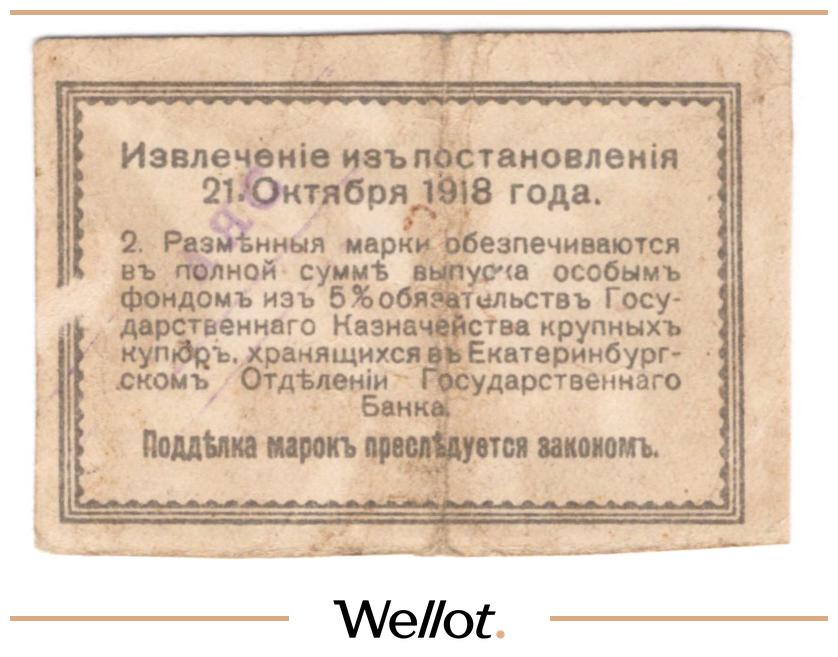 Извлеченіе изъ постановленія
21 Октября 1918 года.
2. Размѣнныя марки обезпечиваются
въ полной суммѣ выпуска особымъ
фондомъ изъ 5% обязательствъ Госу-
дарственнаго Казначейства крупныхъ
купюръ, хранящихся въ Екатеринбург-
скомъ Отдѣленіи Государственнаго
Банка.
Поддѣлка марокъ преслѣдуется закономъ.
Wellot.